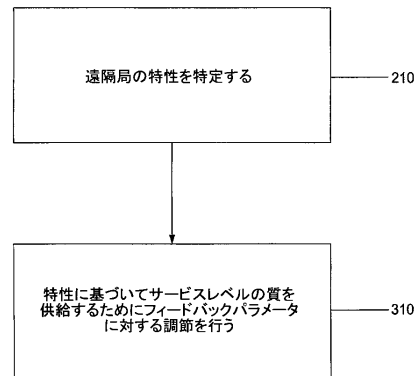 遠隔局の特性を特定する
210
特性に基づいてサービスレベルの質を
供給するためにフィードバックパラメータ
に対する調節を行う
310